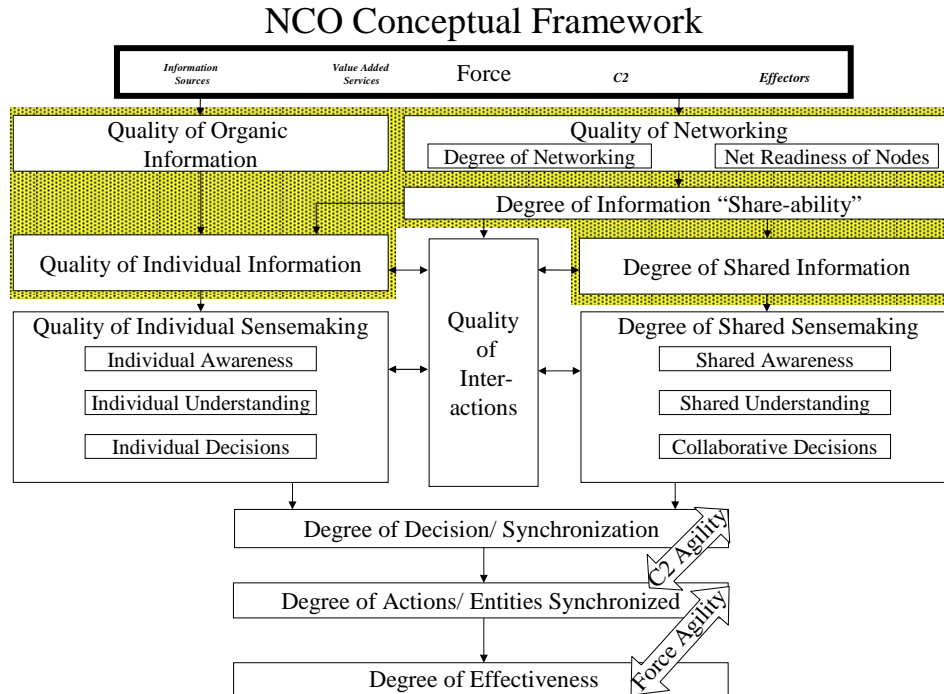 NCO Conceptual Framework
Information
Sources
Value Added
Services
Force
C2
Effectors
Quality of Organic
Information
Quality of Networking
Degree of Networking
Net Readiness of Nodes
Degree of Information “Share-ability”
Quality of Individual Information
Degree of Shared Information
Quality
of
Inter-
actions
Quality of Individual Sensemaking
Individual Awareness
Individual Understanding
Individual Decisions
Degree of Shared Sensemaking
Shared Awareness
Shared Understanding
Collaborative Decisions
Degree of Decision/ Synchronization
C2 Agility
Degree of Actions/ Entities Synchronized
Force Agility
Degree of Effectiveness